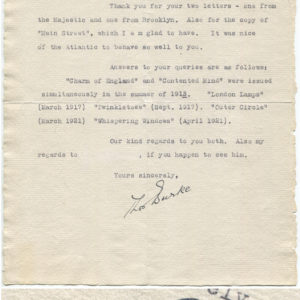 Thank you for your two letters - one from
the Majestic and one from Brooklyn. Also for the copy of
"Main Street", which I a m glad to have. It was nice
of the Atlantic to behave so well to you.
Answers to your queries are as follows:
"Charm of England" and "Contented Mind" were issued
simultaneously in the summer of 1913. "London Lamps"
(March 1917) "Twinkletoes" (Sept. 1917). "Outer Circle"
(March 1921) "Whispering Windows" (April 1921).
Our kind regards to you both. Also my
regards to , if you happen to see him.
Yours sincerely,
Thos Burke